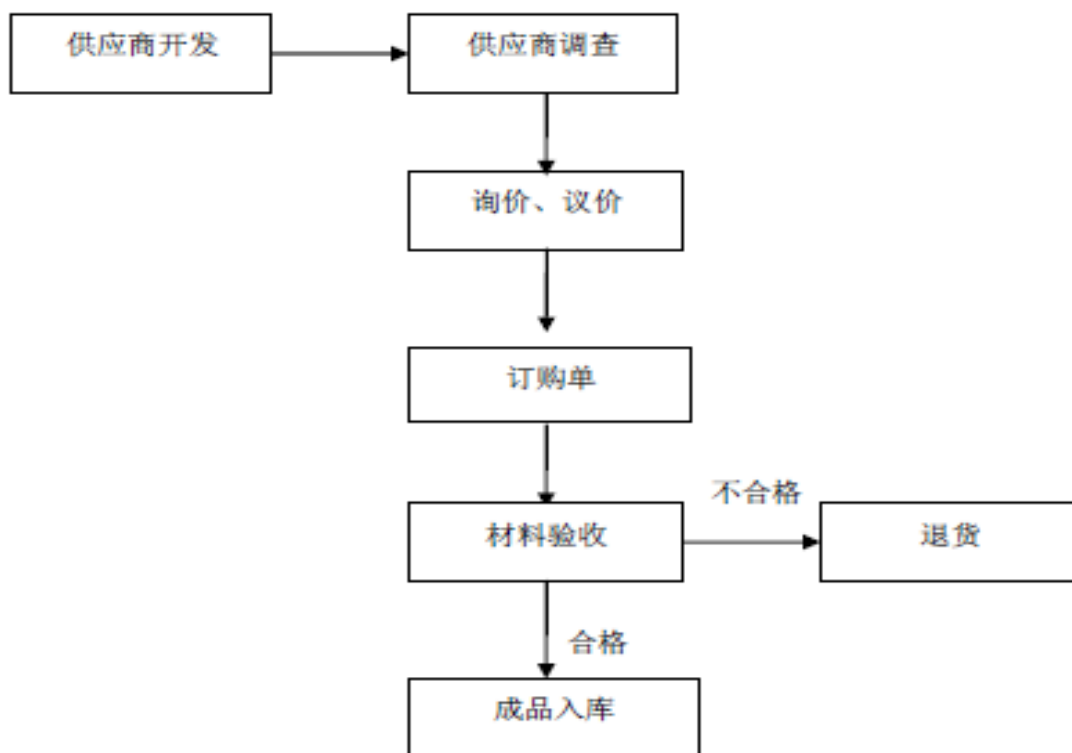 供应商开发
供应商调查
询价、议价
订购单
不合格
材料验收
退货
合格
成品入库